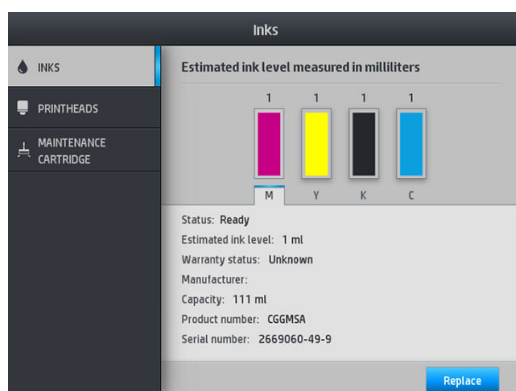 Inks
INKS
PRINTHEADS
MAINTENANCE
CARTRIDGE
Estimated ink level measured in milliliters
1 1 1 1
M Y K C
Status: Ready
Estimated ink level: 1 ml
Warranty status: Unknown
Manufacturer:
Capacity: 111 ml
Product number: CGGMSA
Serial number: 2669060-49-9
Replace